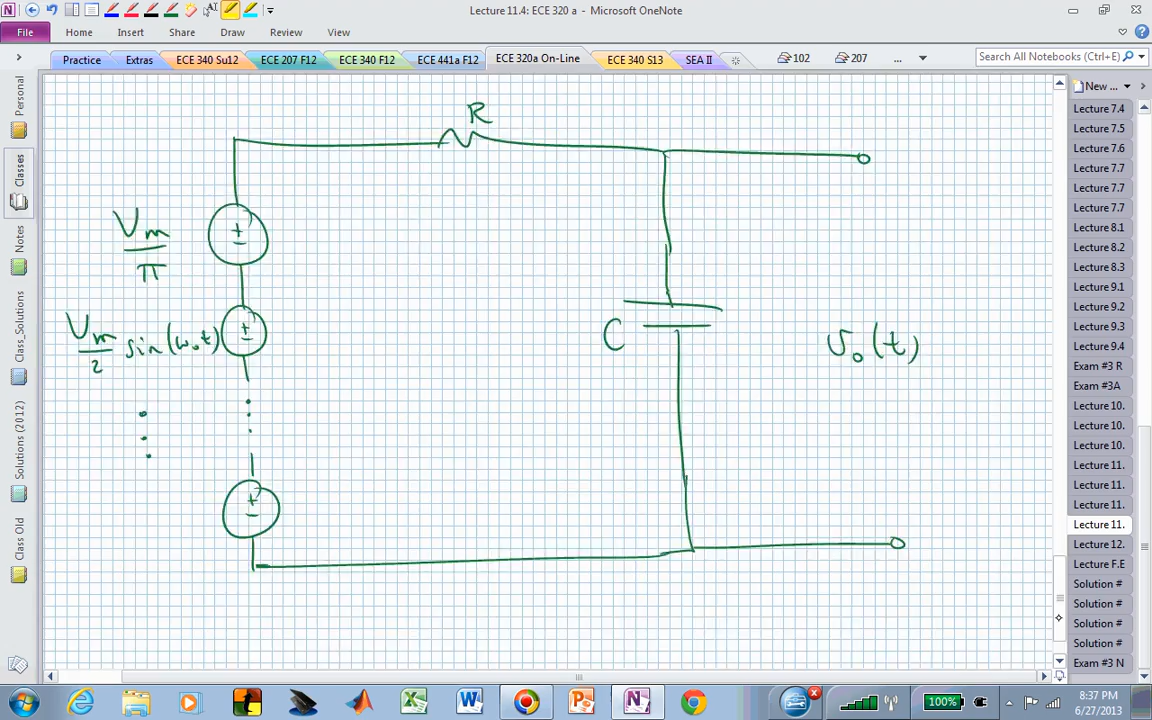 Lecture 11.4: ECE 320 a - Microsoft OneNote
File Home Insert Share Draw Review View
Practice Extras ECE 340 Su12 ECE 207 F12 ECE 340 F12 ECE 441a F12 ECE 320a On-Line ECE 340 S13 SEA II 102 207 ... Search All Notebooks (Ctrl+E)
Personal
Classes
Notes
Class_Solutions
Solutions (2012)
Class Old
R
Vm
π
Vm sin(ω₀t)
2
C
v₀(t)
New ...
Lecture 7.4
Lecture 7.5
Lecture 7.6
Lecture 7.7
Lecture 7.7
Lecture 7.7
Lecture 8.1
Lecture 8.2
Lecture 8.3
Lecture 9.1
Lecture 9.2
Lecture 9.3
Lecture 9.4
Exam #3 R
Exam #3A
Lecture 10.
Lecture 10.
Lecture 10.
Lecture 11.
Lecture 11.
Lecture 11.
Lecture 11.
Lecture 12.
Lecture F.E
Solution #
Solution #
Solution #
Solution #
Exam #3 N
100%
8:37 PM
6/27/2013